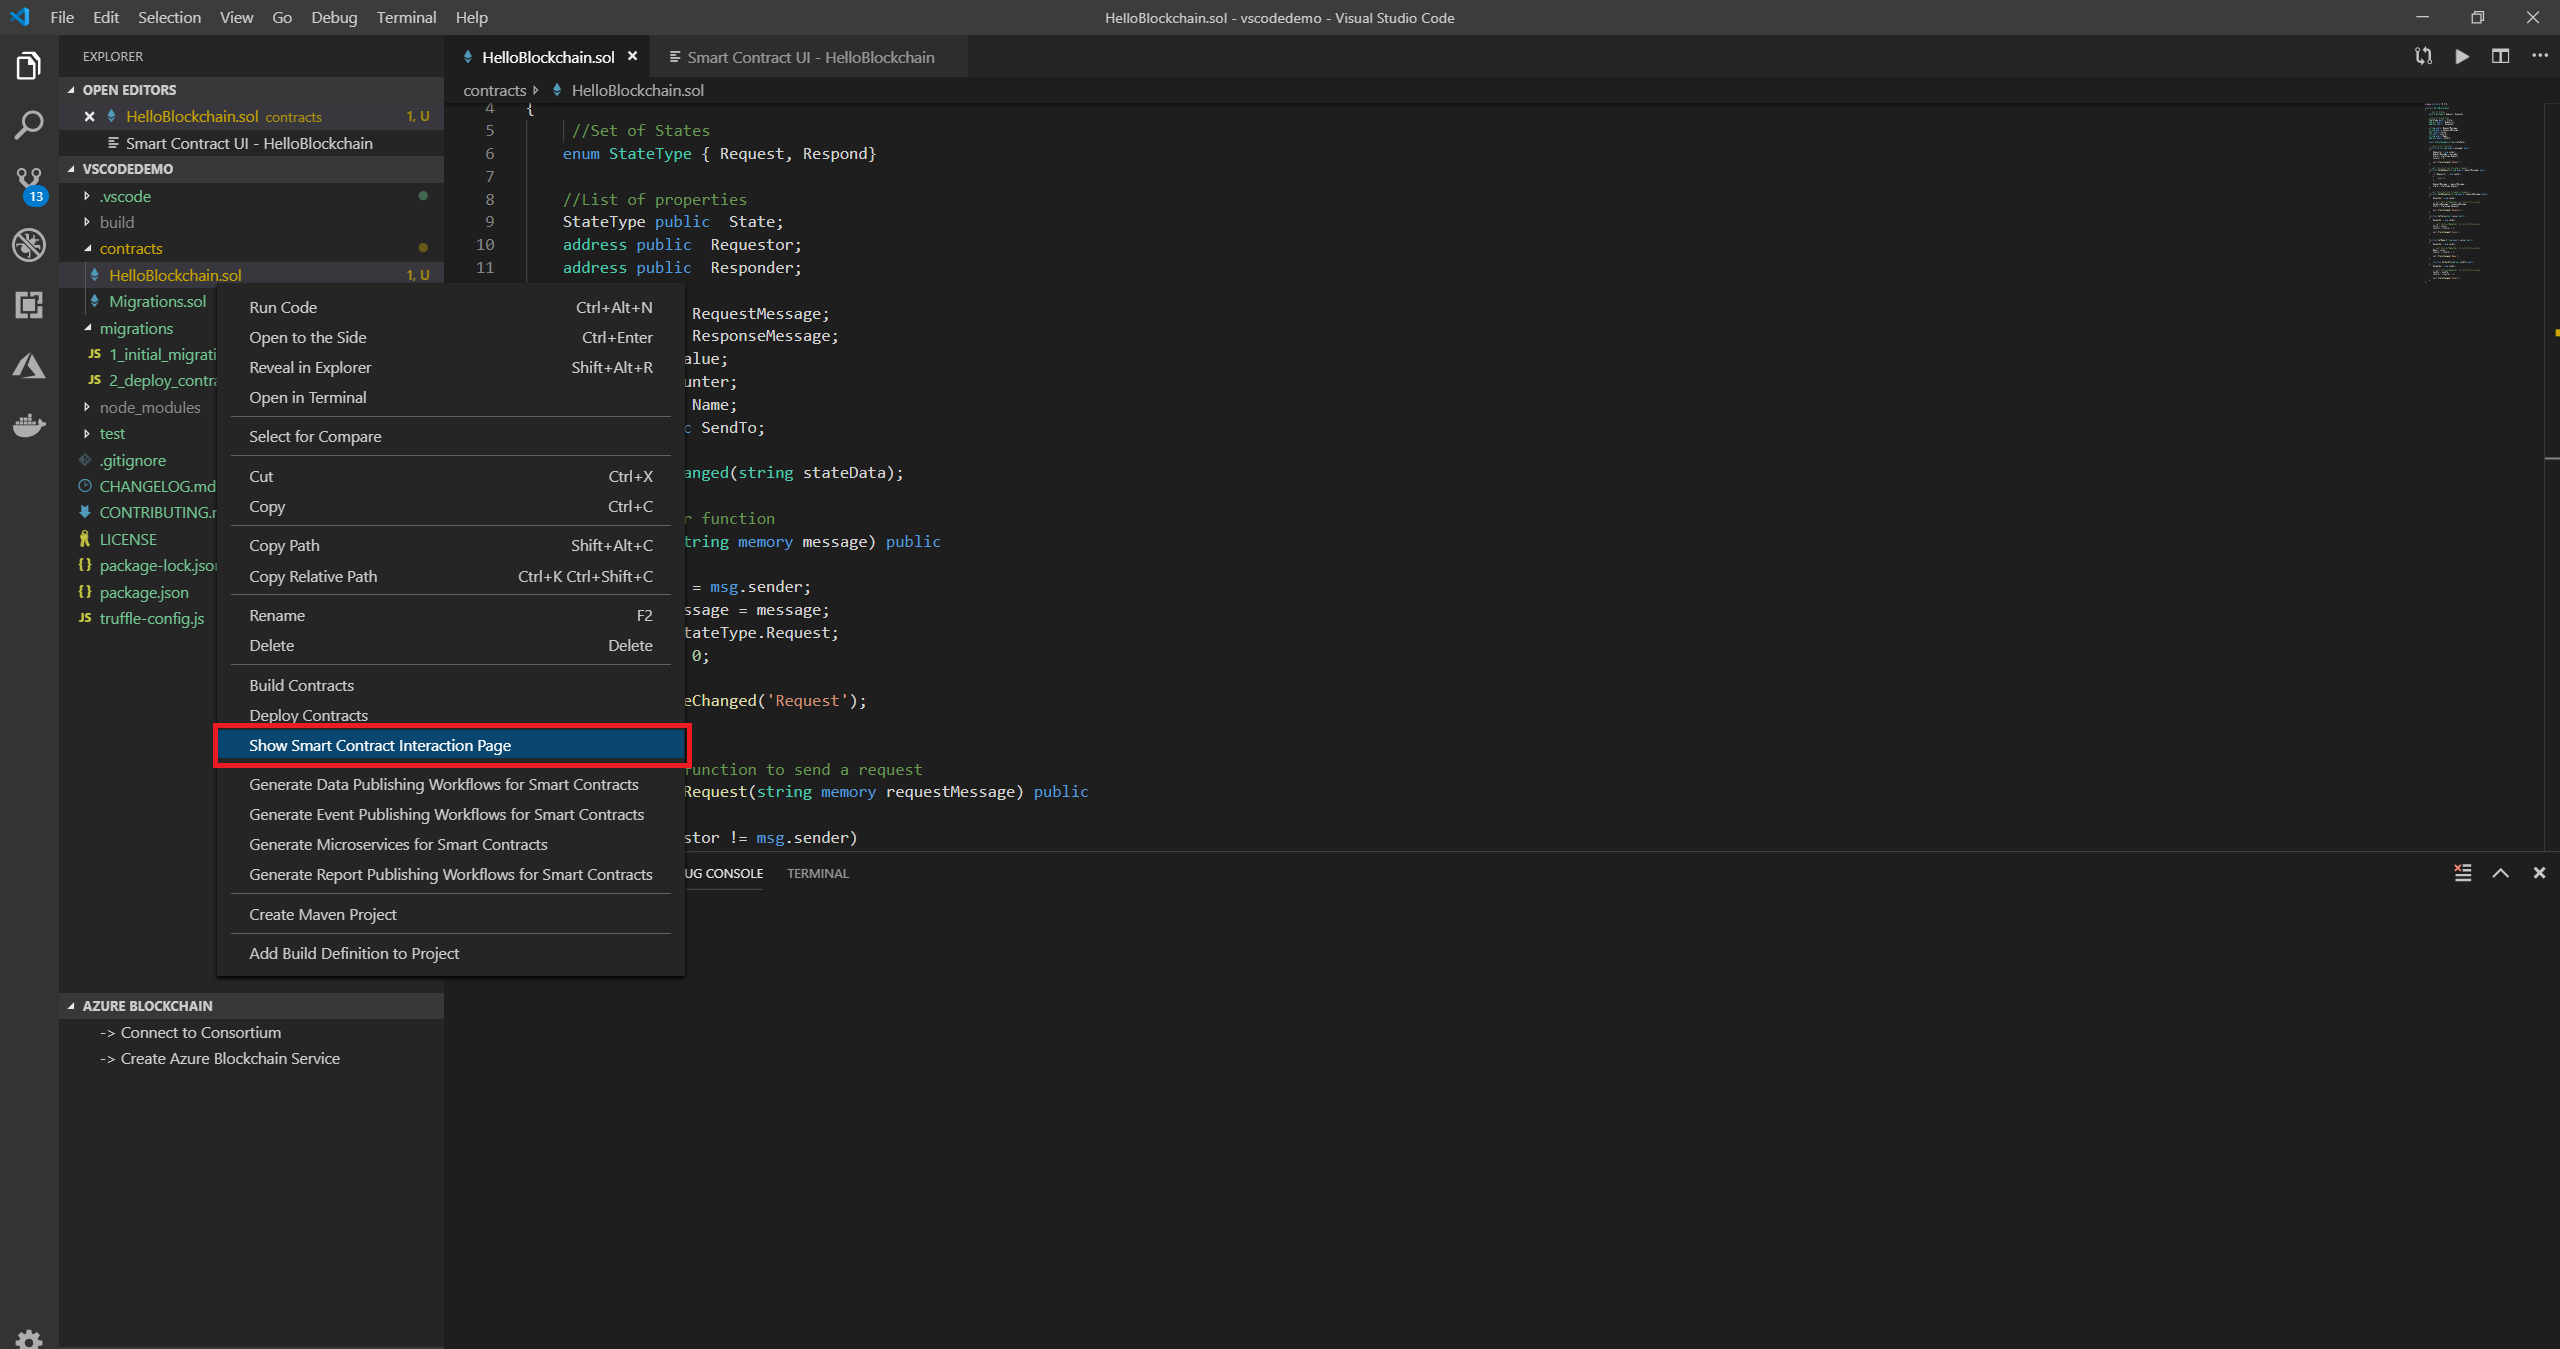 File Edit Selection View Go Debug Terminal Help
HelloBlockchain.sol - vscodedemo - Visual Studio Code
EXPLORER
OPEN EDITORS
HelloBlockchain.sol contracts 1, U
Smart Contract UI - HelloBlockchain
VSCODEDEMO
.vscode
build
contracts
HelloBlockchain.sol 1, U
Migrations.sol
migrations
JS 1_initial_migrati
JS 2_deploy_contra
node_modules
test
.gitignore
CHANGELOG.md
CONTRIBUTING.r
LICENSE
{} package-lock.json
{} package.json
JS truffle-config.js
13
AZURE BLOCKCHAIN
-> Connect to Consortium
-> Create Azure Blockchain Service
Run Code Ctrl+Alt+N
Open to the Side Ctrl+Enter
Reveal in Explorer Shift+Alt+R
Open in Terminal
Select for Compare
Cut Ctrl+X
Copy Ctrl+C
Copy Path Shift+Alt+C
Copy Relative Path Ctrl+K Ctrl+Shift+C
Rename F2
Delete Delete
Build Contracts
Deploy Contracts
Show Smart Contract Interaction Page
Generate Data Publishing Workflows for Smart Contracts
Generate Event Publishing Workflows for Smart Contracts
Generate Microservices for Smart Contracts
Generate Report Publishing Workflows for Smart Contracts
Create Maven Project
Add Build Definition to Project
HelloBlockchain.sol
Smart Contract UI - HelloBlockchain
contracts HelloBlockchain.sol
4 {
5 //Set of States
6 enum StateType { Request, Respond}
7
8 //List of properties
9 StateType public State;
10 address public Requestor;
11 address public Responder;
RequestMessage;
ResponseMessage;
alue;
unter;
Name;
c SendTo;
anged(string stateData);
r function
tring memory message) public
= msg.sender;
ssage = message;
tateType.Request;
0;
eChanged('Request');
function to send a request
Request(string memory requestMessage) public
stor != msg.sender)
UG CONSOLE TERMINAL